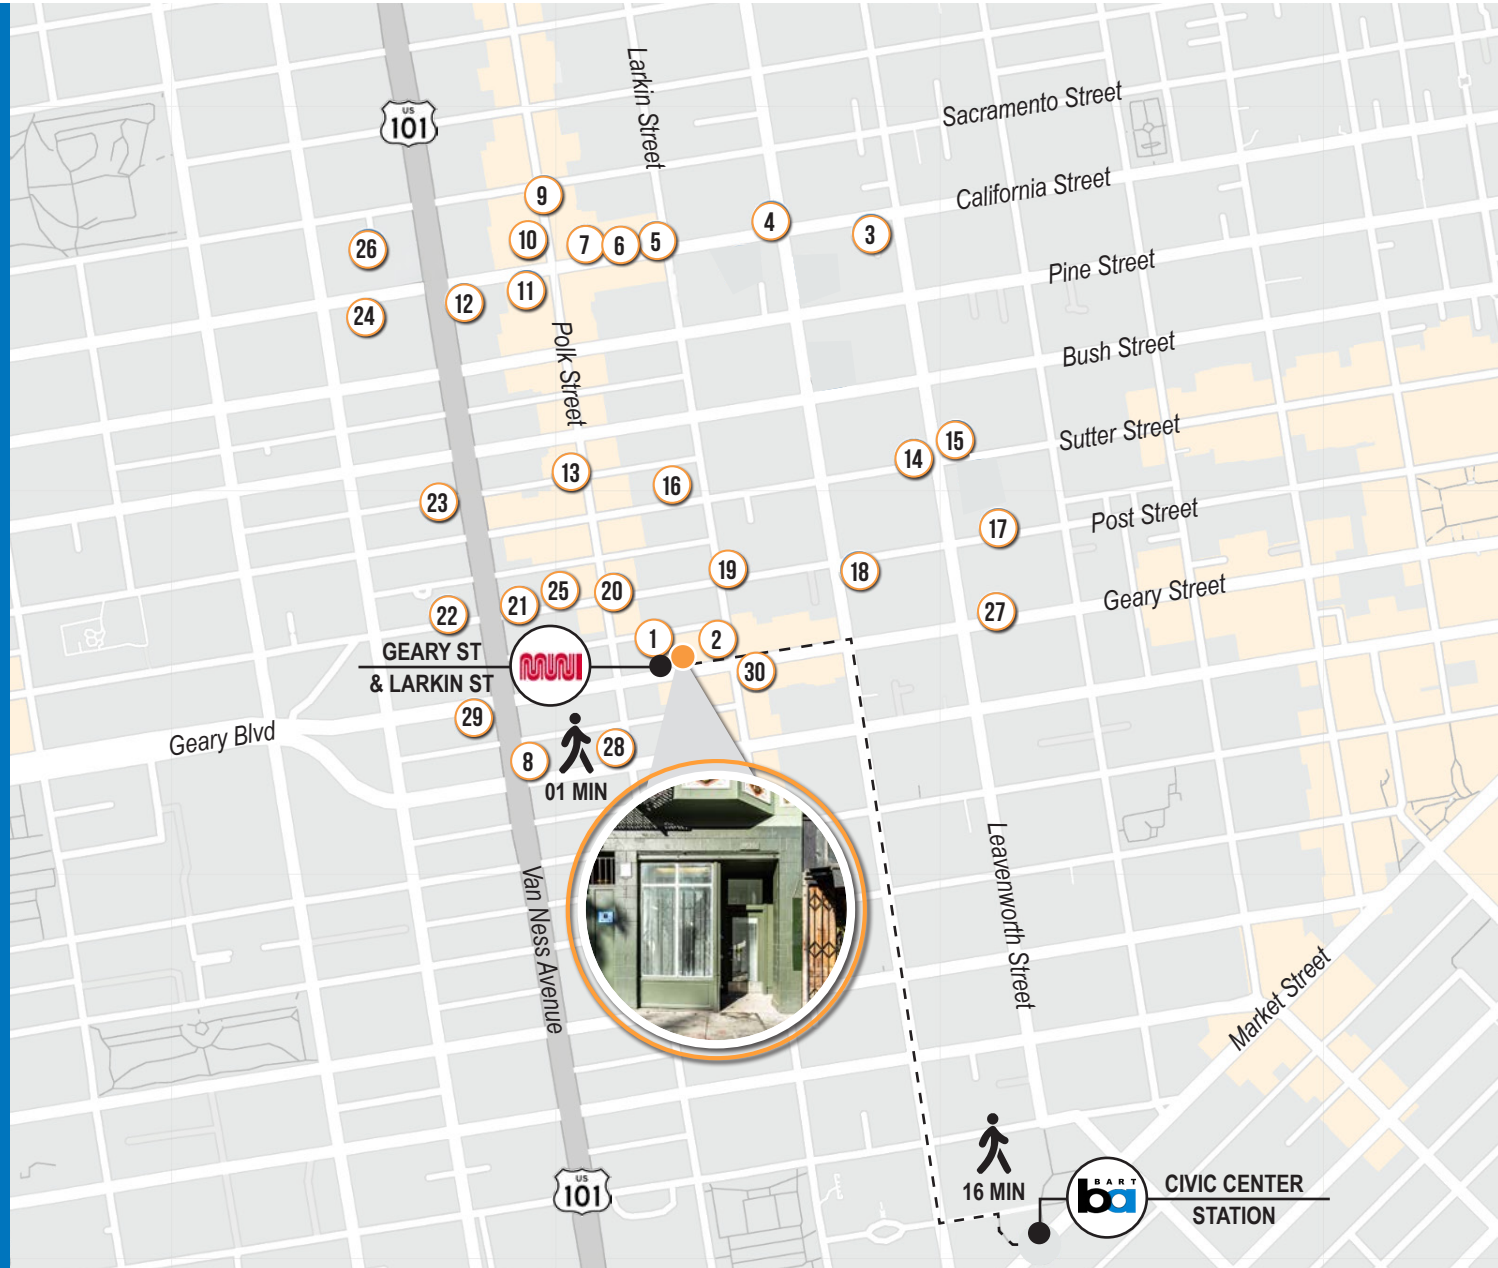 Larkin Street
Sacramento Street
US
101
California Street
9
4
3
10
7
6
5
26
Pine Street
11
12
24
Polk Street
Bush Street
Sutter Street
15
14
13
16
23
Post Street
17
19
18
25
20
21
22
Geary Street
27
1
2
GEARY ST
& LARKIN ST
MUNI
30
29
Geary Blvd
28
8
01 MIN
Leavenworth Street
Van Ness Avenue
Market Street
16 MIN
BART
ba
CIVIC CENTER
STATION
US
101